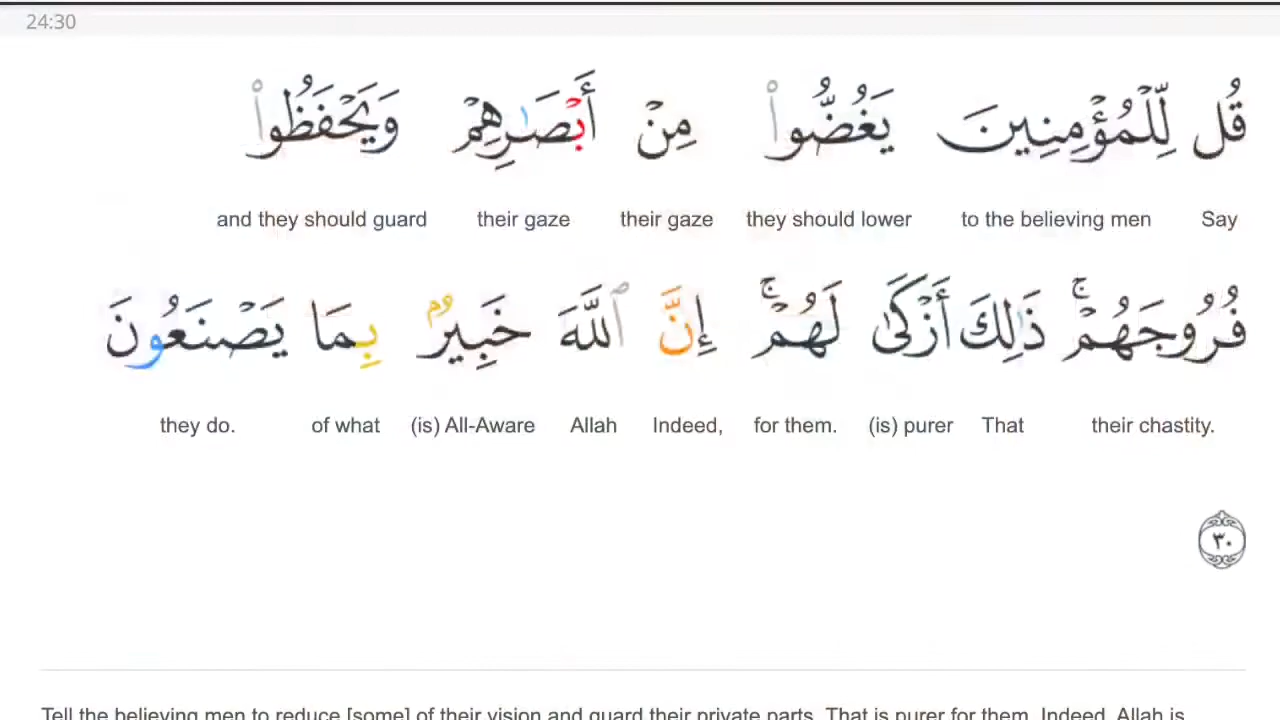 24:30
قُل لِّلْمُؤْمِنِينَ يَغُضُّوا۟ مِنْ أَبْصَـٰرِهِمْ وَيَحْفَظُوا۟
and they should guard their gaze their gaze they should lower to the believing men Say
فُرُوجَهُمْ ۚ ذَٰلِكَ أَزْكَىٰ لَهُمْ ۚ إِنَّ ٱللَّهَ خَبِيرٌۢ بِمَا يَصْنَعُونَ
they do. of what (is) All-Aware Allah Indeed, for them. (is) purer That their chastity.
٣٠
Tell the believing men to reduce [some] of their vision and guard their private parts. That is purer for them. Indeed, Allah is